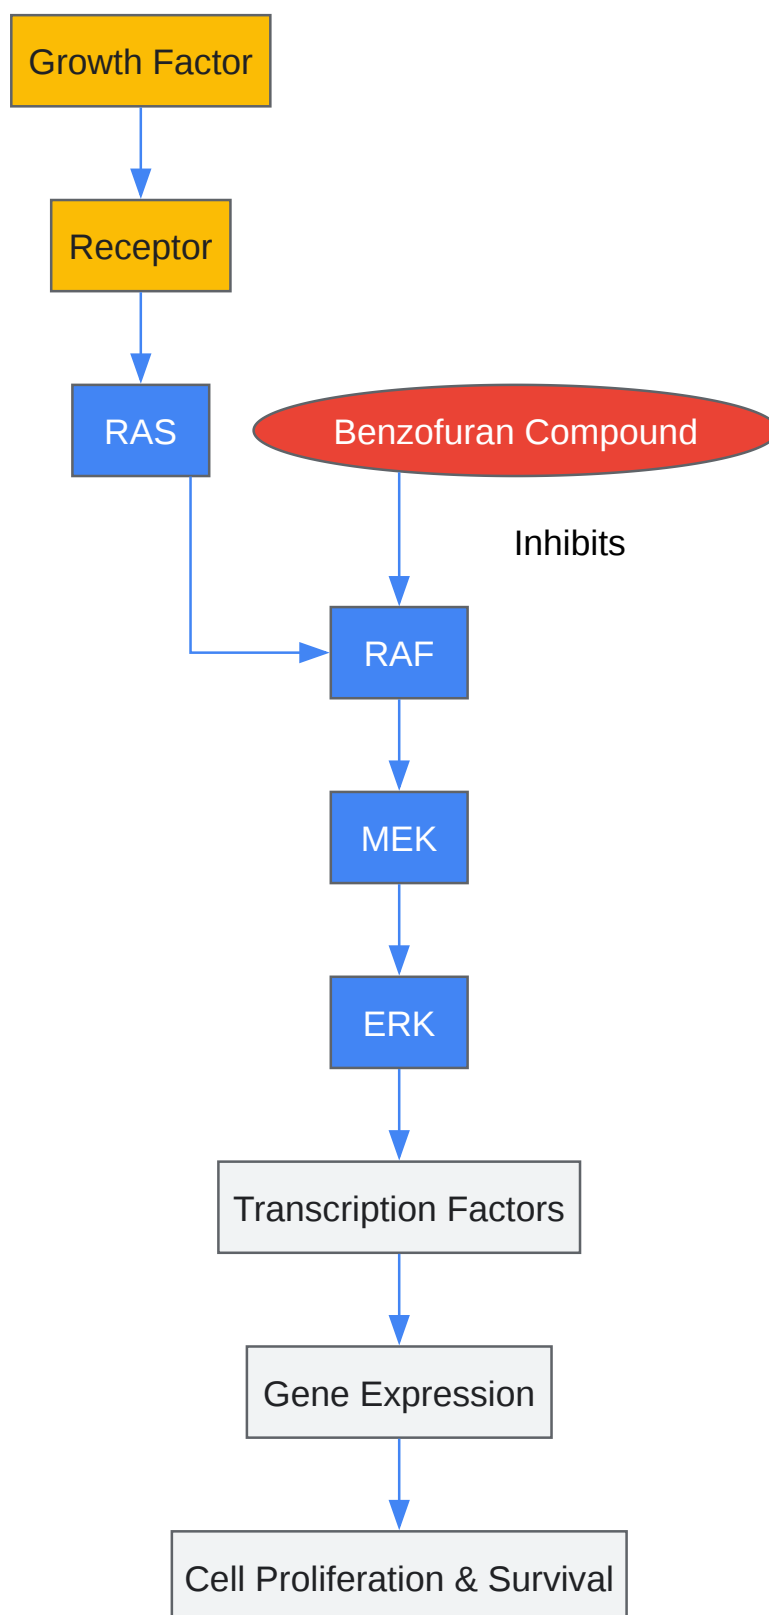 Growth Factor
Receptor
RAS
Benzofuran Compound
Inhibits
RAF
MEK
ERK
Transcription Factors
Gene Expression
Cell Proliferation & Survival